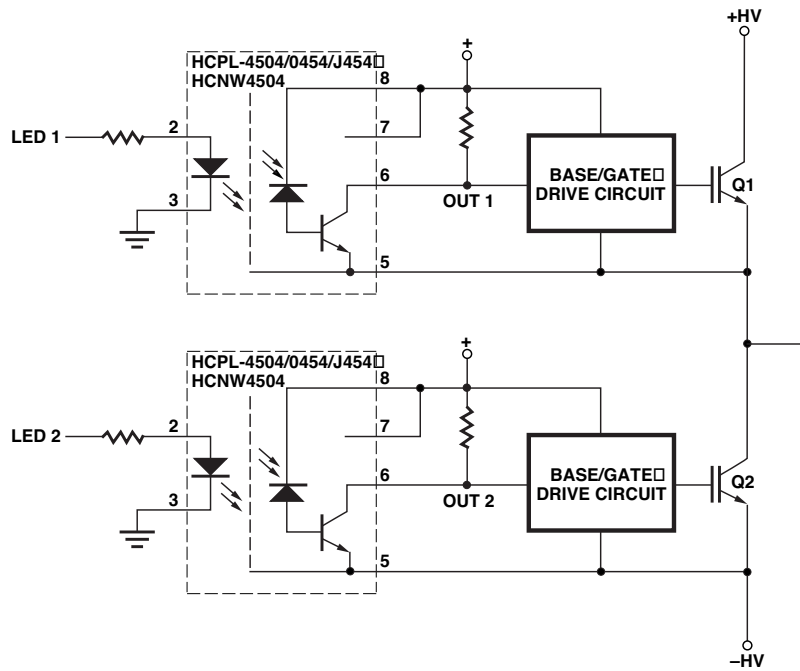 +HV
HCPL-4504/0454/J454□
HCNW4504
8
+
LED 1
2
7
BASE/GATE□
DRIVE CIRCUIT
Q1
3
6
OUT 1
5
HCPL-4504/0454/J454□
HCNW4504
8
+
LED 2
2
7
BASE/GATE□
DRIVE CIRCUIT
Q2
3
6
OUT 2
5
–HV